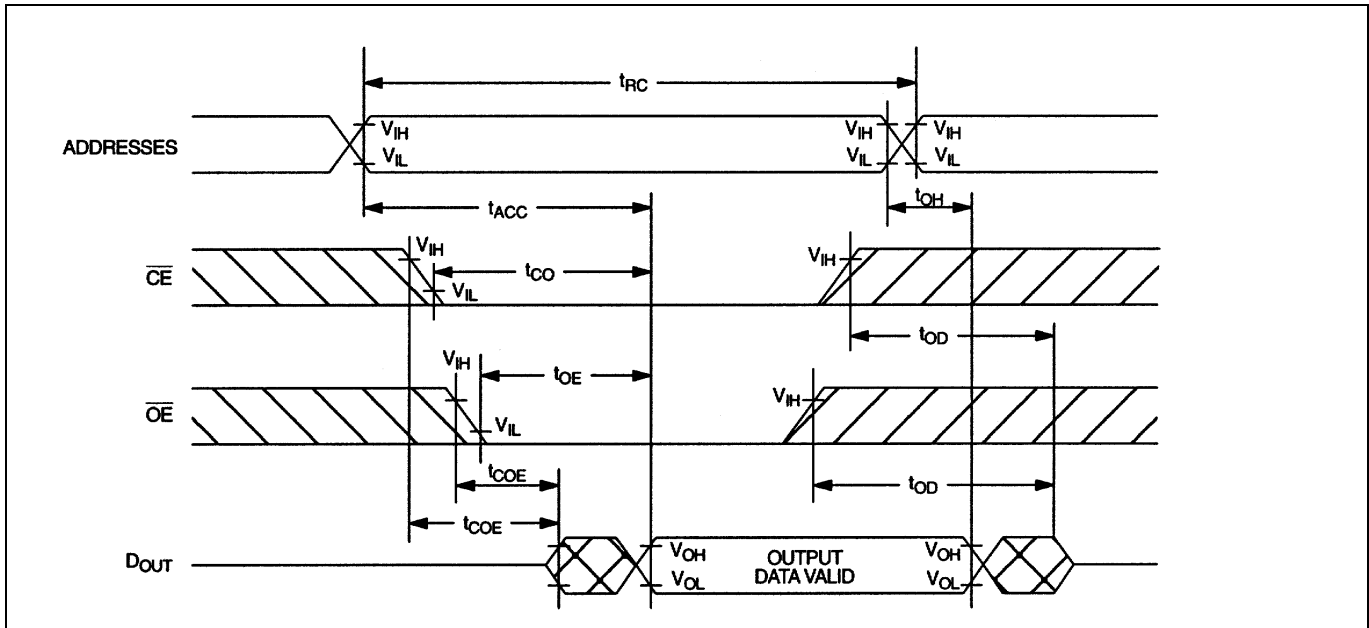 tRC
ADDRESSES
VIH
VIL
VIH
VIL
VIH
VIL
tACC
tOH
CE
VIH
VIL
tCO
VIH
tOD
OE
VIH
VIL
tOE
VIH
tCOE
tOD
tCOE
DOUT
VOH
VOL
OUTPUT
DATA VALID
VOH
VOL